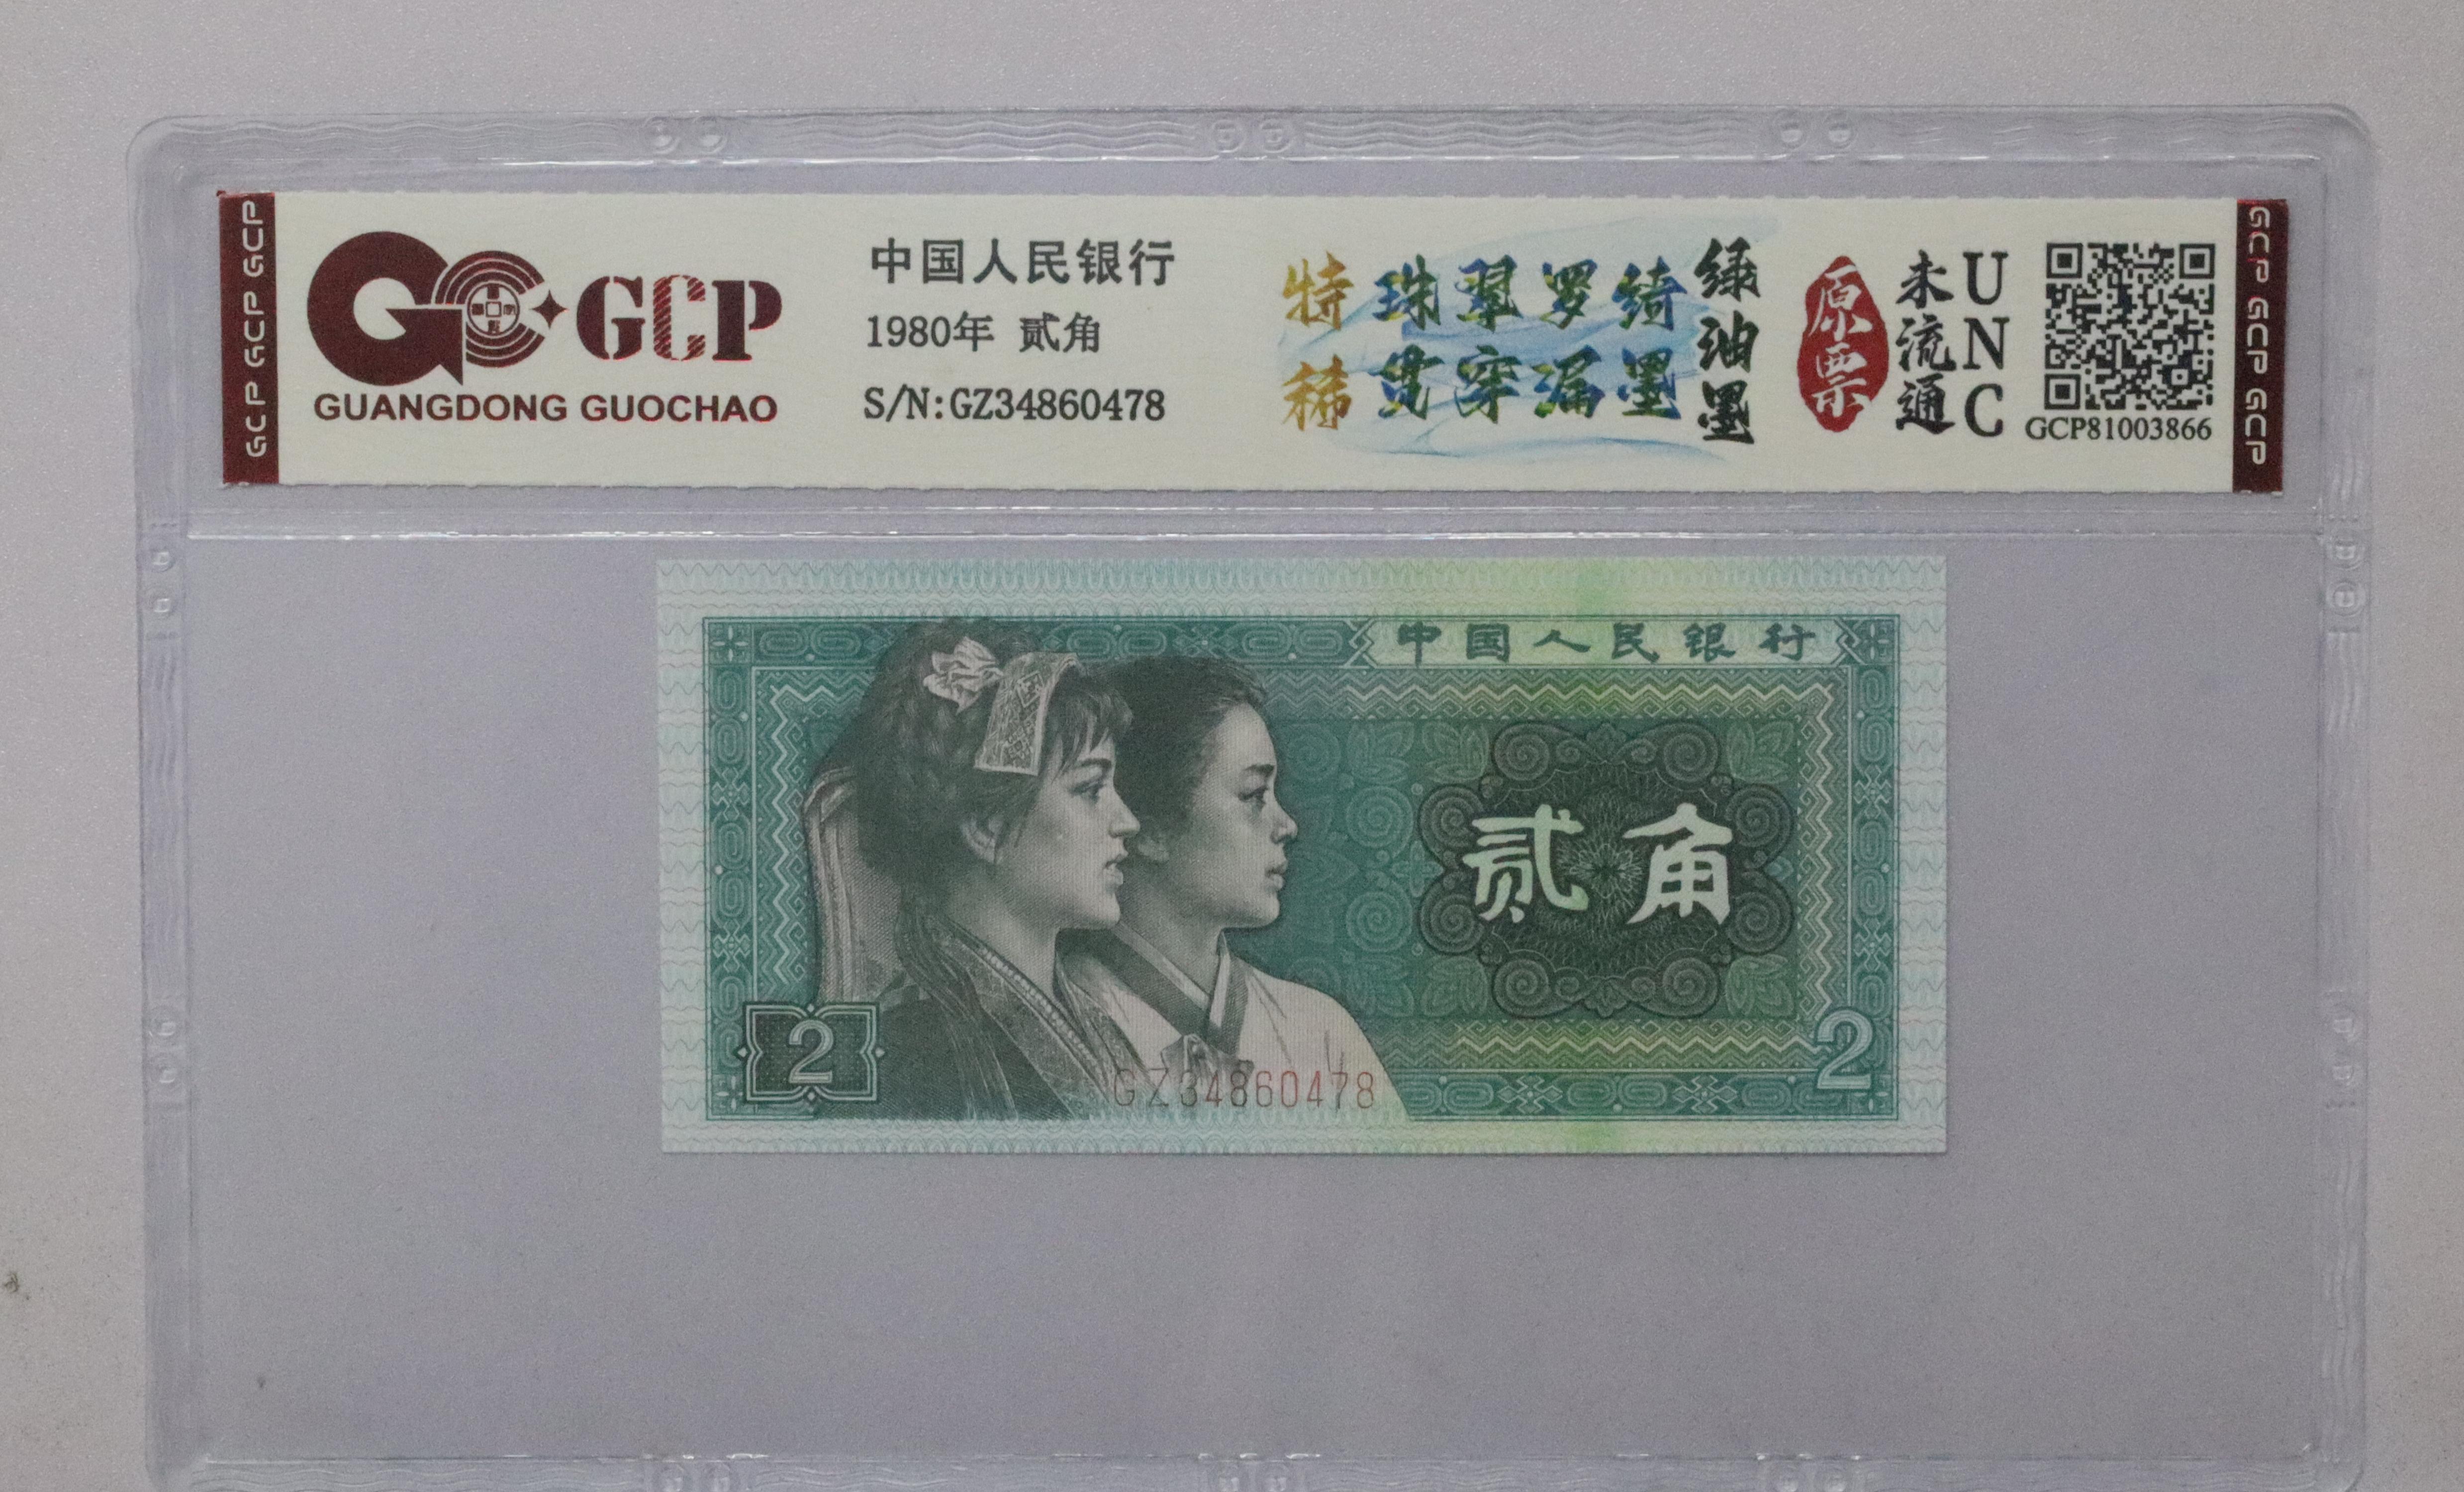 GCP GCP GCP
GCP
GUANGDONG GUOCHAO
中国人民银行
1980年 贰角
S/N:GZ34860478
特稀
珠翠罗绮
贯穿漏墨
绿油墨
原票
未流通
UNC
GCP81003866
GCP GCP GCP
中国人民银行
贰角
2
2
GZ34860478